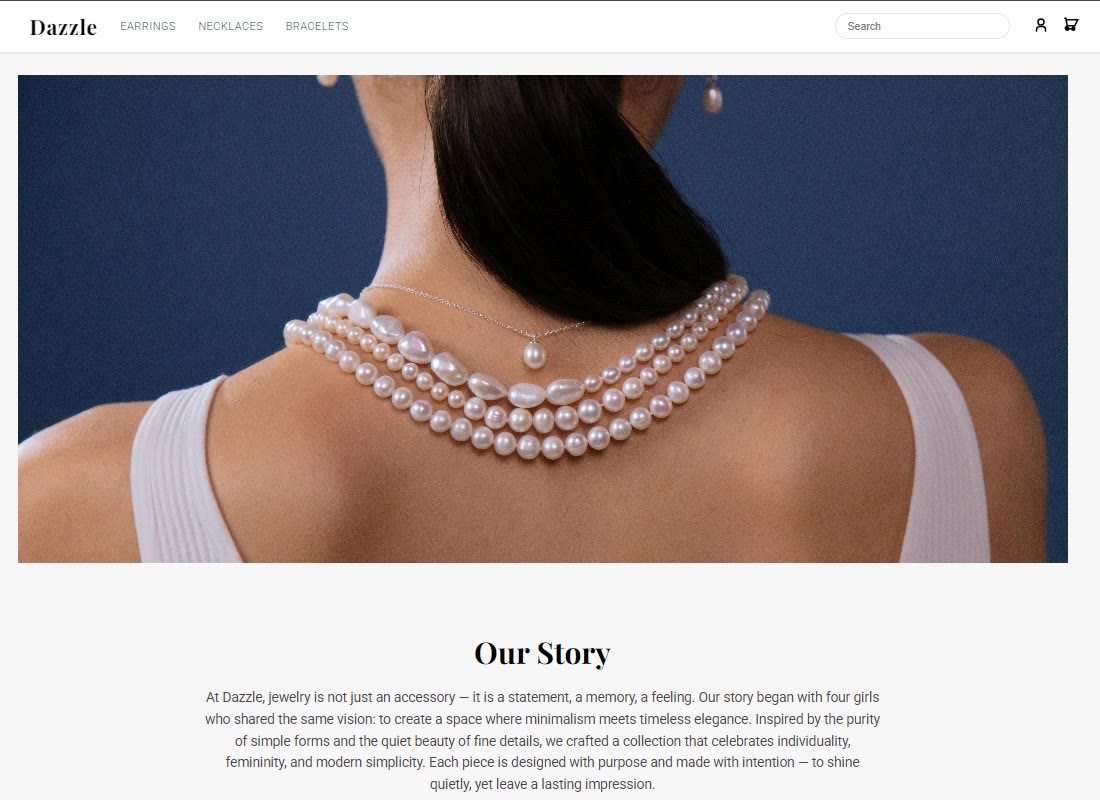 Dazzle EARRINGS NECKLACES BRACELETS Search
Our Story
At Dazzle, jewelry is not just an accessory — it is a statement, a memory, a feeling. Our story began with four girls
who shared the same vision: to create a space where minimalism meets timeless elegance. Inspired by the purity
of simple forms and the quiet beauty of fine details, we crafted a collection that celebrates individuality,
femininity, and modern simplicity. Each piece is designed with purpose and made with intention — to shine
quietly, yet leave a lasting impression.